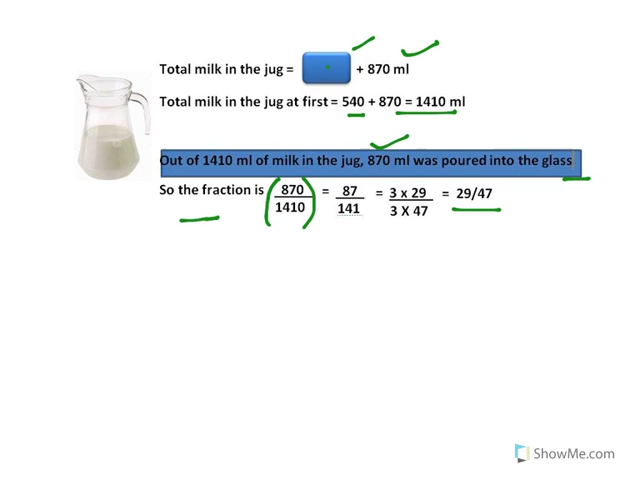 Total milk in the jug = + 870 ml
Total milk in the jug at first = 540 + 870 = 1410 ml
Out of 1410 ml of milk in the jug, 870 ml was poured into the glass
So the fraction is 870/1410 = 87/141 = 3 x 29/3 X 47 = 29/47
ShowMe.com